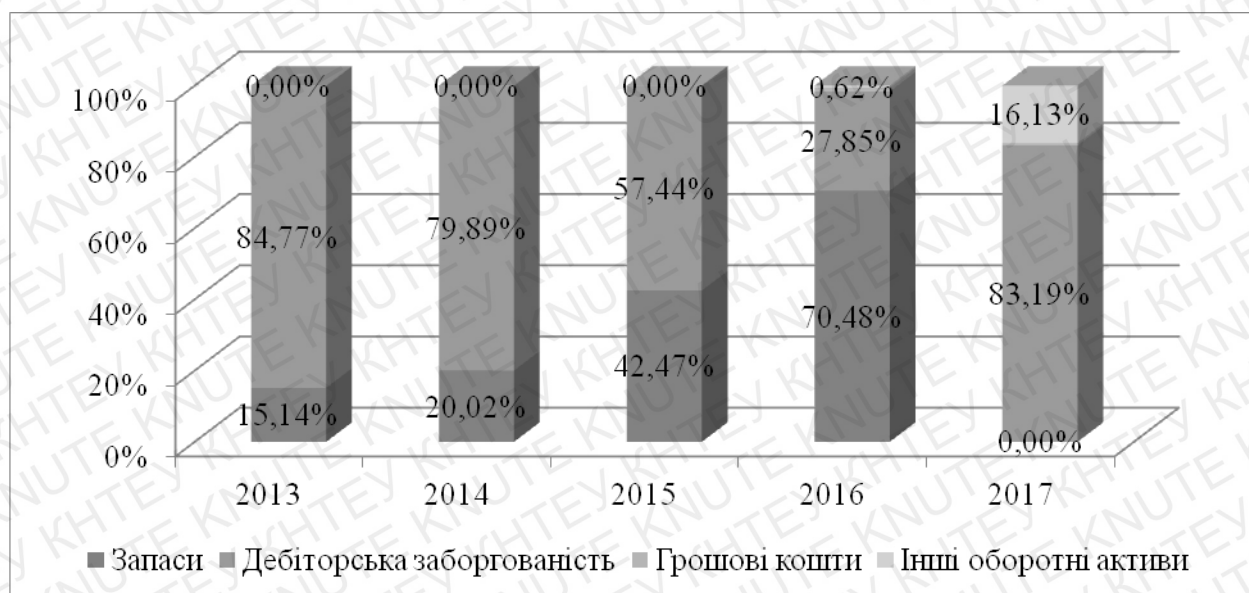 0,00% 0,00% 0,00% 0,62%
100% 16,13%
27,85%
80% 57,44%
84,77% 79,89%
60%
83,19%
40% 70,48%
42,47%
20%
15,14% 20,02%
0% 0,00%
2013 2014 2015 2016 2017
Запаси Дебіторська заборгованість Грошові кошти Інші оборотні активи
КНТЕУ KNUTE